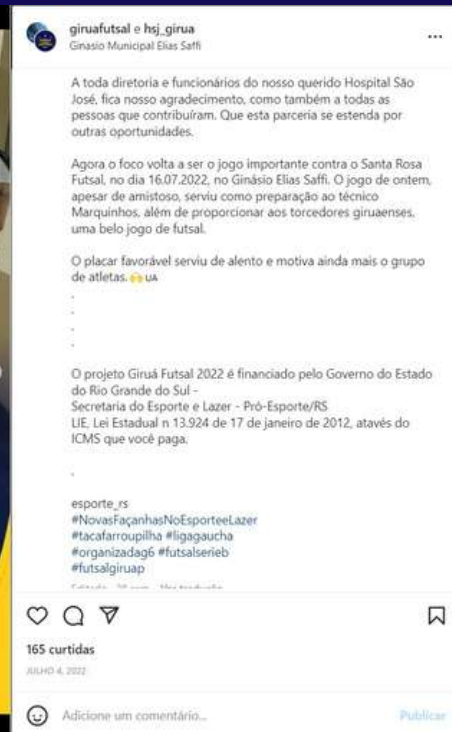 giruafutsal e hsj_girua
Ginasio Municipal Elias Saffi
A toda diretoria e funcionários do nosso querido Hospital São
José, fica nosso agradecimento, como também a todas as
pessoas que contribuíram. Que esta parceria se estenda por
outras oportunidades.
Agora o foco volta a ser o jogo importante contra o Santa Rosa
Futsal, no dia 16.07.2022, no Ginásio Elias Saffi. O jogo de ontem,
apesar de amistoso, serviu como preparação ao técnico
Marquinhos, além de proporcionar aos torcedores giruaenses,
uma belo jogo de futsal.
O placar favorável serviu de alento e motiva ainda mais o grupo
de atletas. 🙌 UA
.
.
.
.
O projeto Giruá Futsal 2022 é financiado pelo Governo do Estado
do Rio Grande do Sul -
Secretaria do Esporte e Lazer - Pró-Esporte/RS
LIE, Lei Estadual n 13.924 de 17 de janeiro de 2012, atavés do
ICMS que você paga.
.
esporte_rs
#NovasFaçanhasNoEsporteeLazer
#tacafarroupilha #ligagaucha
#organizadag6 #futsalserieb
#futsalgiruap
165 curtidas
JULHO 4, 2022
Adicione um comentário... Publicar